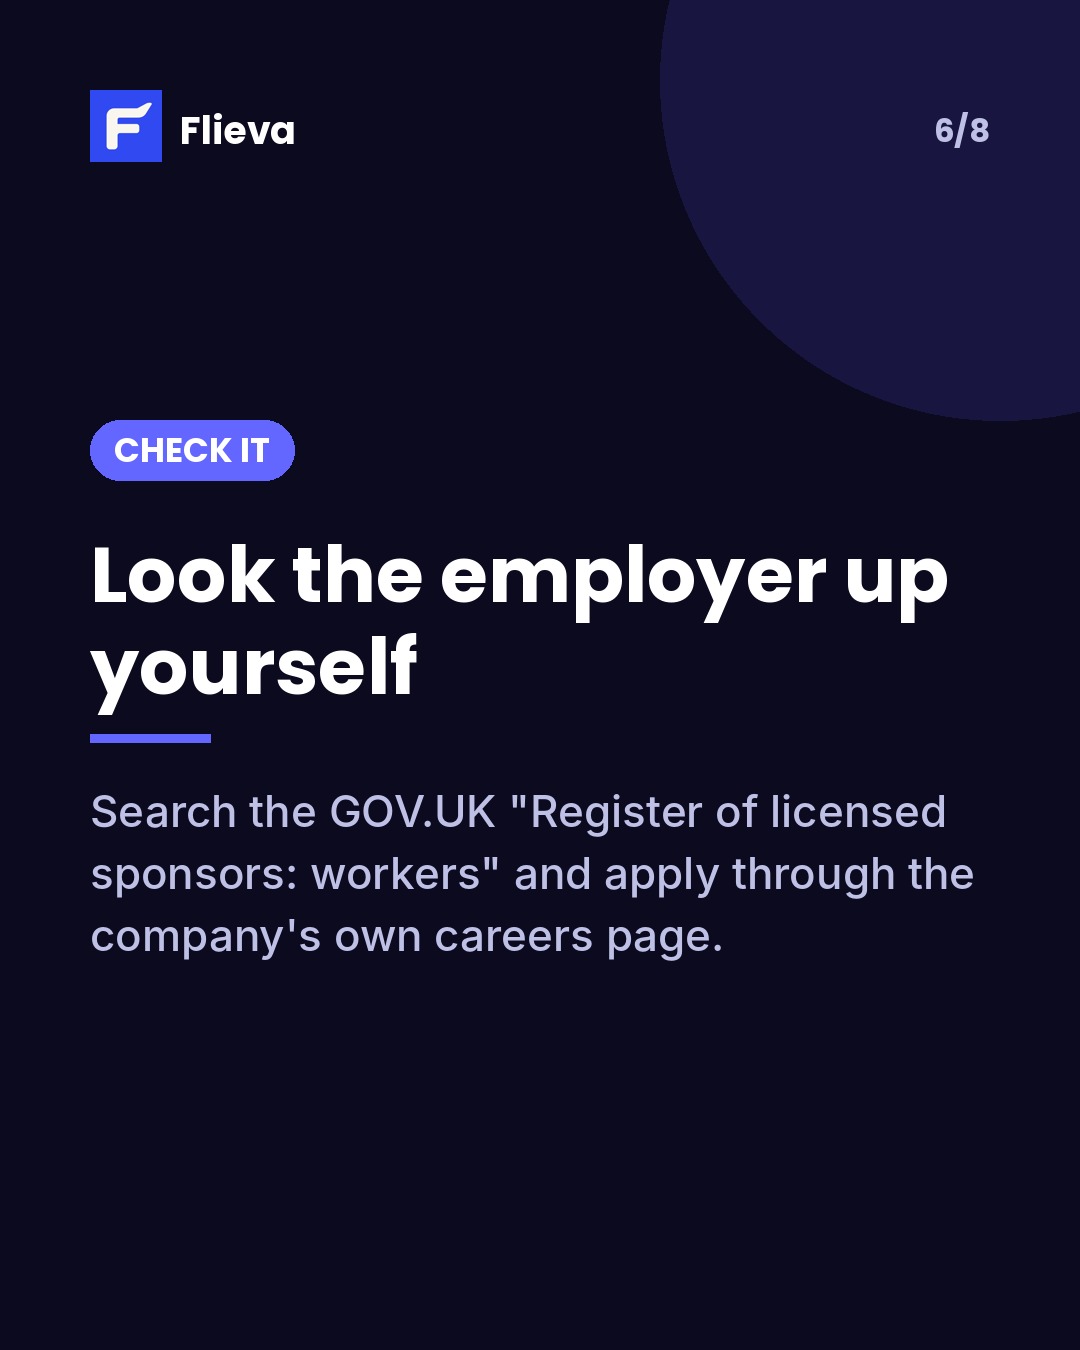 Flieva
6/8
CHECK IT
Look the employer up
yourself
Search the GOV.UK "Register of licensed
sponsors: workers" and apply through the
company's own careers page.